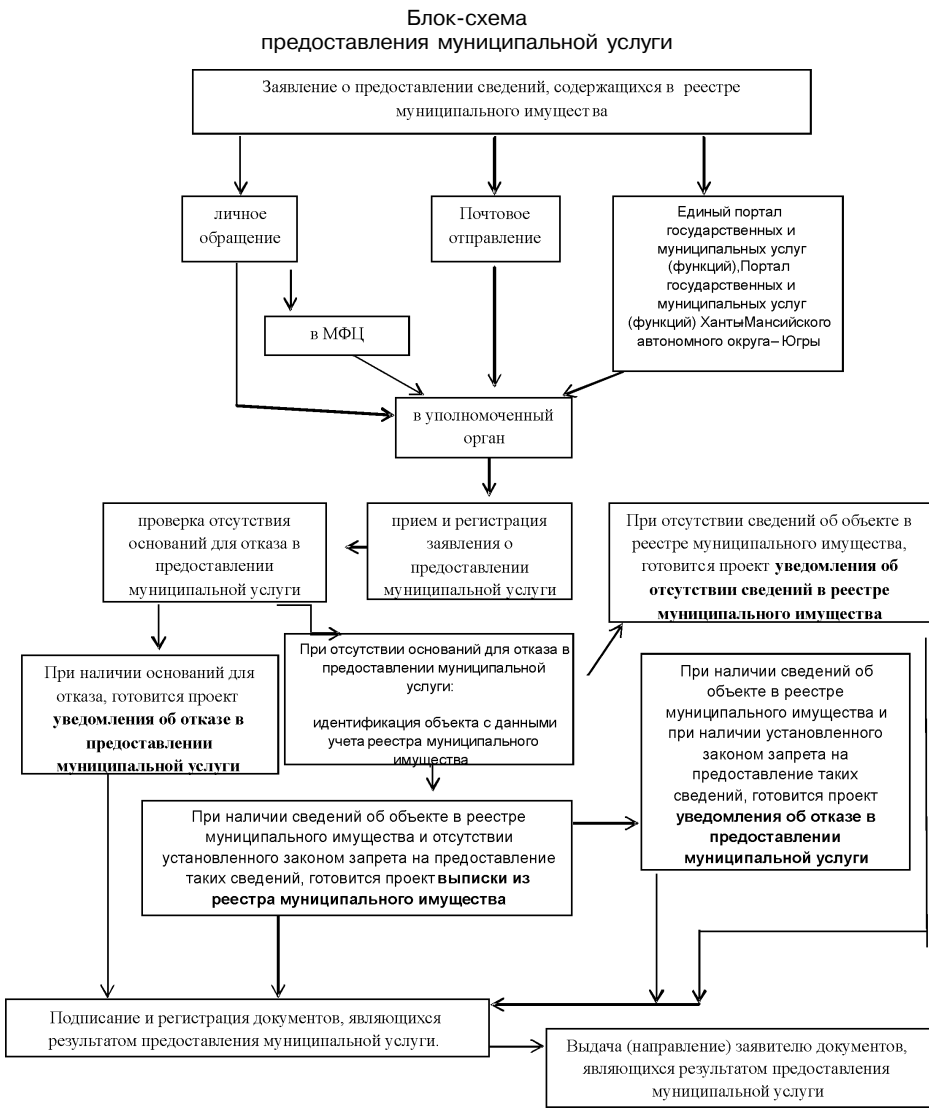 Блок-схема
предоставления муниципальной услуги
Заявление о предоставлении сведений, содержащихся в реестре
муниципального имущества
личное
обращение
Почтовое
отправление
Единый портал
государственных и
муниципальных услуг
(функций),Портал
государственных и
муниципальных услуг
(функций) ХантыМансийского
автономного округа– Югры
в МФЦ
в уполномоченный
орган
проверка отсутствия
оснований для отказа в
предоставлении
муниципальной услуги
прием и регистрация
заявления о
предоставлении
муниципальной услуги
При отсутствии сведений об объекте в
реестре муниципального имущества,
готовится проект уведомления об
отсутствии сведений в реестре
муниципального имущества
При наличии оснований для
отказа, готовится проект
уведомления об отказе в
предоставлении
муниципальной услуги
При отсутствии оснований для отказа в
предоставлении муниципальной
услуги:
идентификация объекта с данными
учета реестра муниципального
имущества
При наличии сведений об
объекте в реестре
муниципального имущества и
при наличии установленного
законом запрета на
предоставление таких
сведений, готовится проект
уведомления об отказе в
предоставлении
муниципальной услуги
При наличии сведений об объекте в реестре
муниципального имущества и отсутствии
установленного законом запрета на предоставление
таких сведений, готовится проект выписки из
реестра муниципального имущества
Подписание и регистрация документов, являющихся
результатом предоставления муниципальной услуги.
Выдача (направление) заявителю документов,
являющихся результатом предоставления
муниципальной услуги